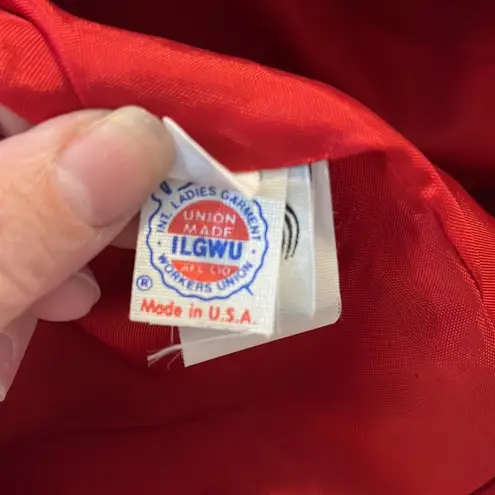 INT. LADIES GARMENT
UNION
MADE
ILGWU
AFL CIO
WORKERS UNION
®
Made in U.S.A.